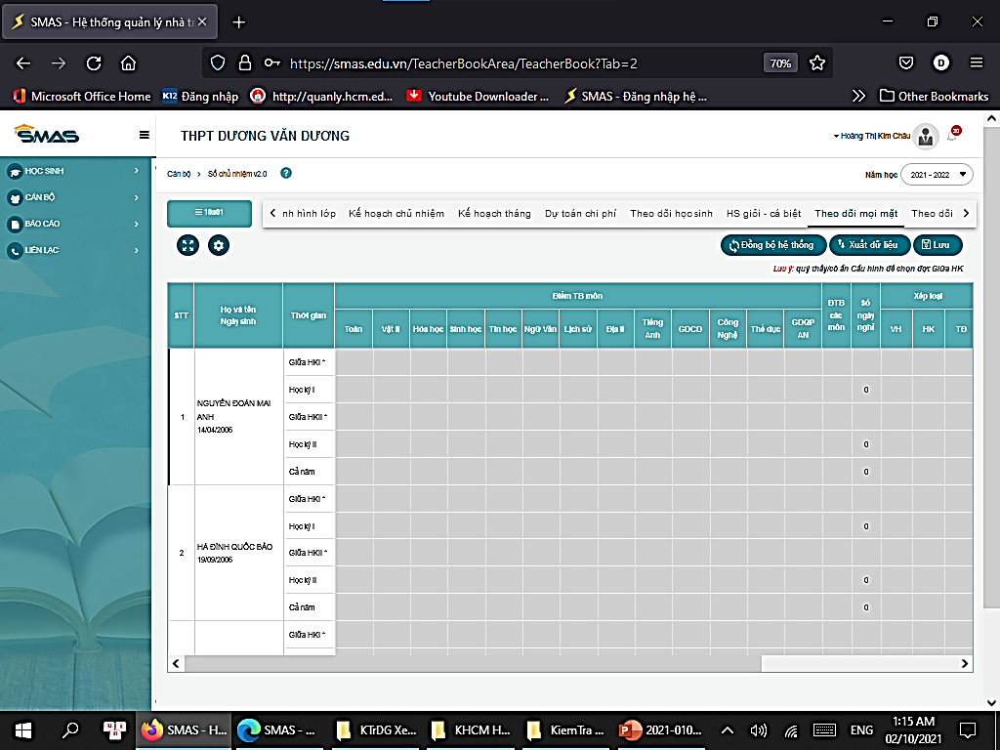 SMAS - Hệ thống quản lý nhà tr
https://smas.edu.vn/TeacherBookArea/TeacherBook?Tab=2
70%
D
Microsoft Office Home
K12 Đăng nhập
http://quanly.hcm.ed...
Youtube Downloader ...
SMAS - Đăng nhập hệ ...
Other Bookmarks
SMAS
THPT DƯƠNG VĂN DƯƠNG
Hoàng Thị Kim Châu
30
HỌC SINH
CÁN BỘ
BÁO CÁO
LIÊN LẠC
Cán bộ > Sổ chủ nhiệm v2.0 ?
Năm học 2021 - 2022
10a01
nh hình lớp Kế hoạch chủ nhiệm Kế hoạch tháng Dự toán chi phí Theo dõi học sinh HS giỏi - cá biệt Theo dõi mọi mặt Theo dõi
Đồng bộ hệ thống Xuất dữ liệu Lưu
Lưu ý: quý thầy/cô ấn Cấu hình để chọn đợt Giữa HK
STT
Họ và tên
Ngày sinh
Thời gian
Điểm TB môn
ĐTB các môn
Số ngày nghỉ
Xếp loại
Toán Vật lí Hóa học Sinh học Tin học Ngữ Văn Lịch sử Địa lí Tiếng Anh GDCD Công Nghệ Thể dục GDQP AN
VH HK TĐ
1
NGUYỄN ĐOÀN MAI
ANH
14/04/2006
Giữa HKI *
Học kỳ I 0
Giữa HKII *
Học kỳ II 0
Cả năm 0
2
HÀ ĐÌNH QUỐC BẢO
19/09/2006
Giữa HKI *
Học kỳ I 0
Giữa HKII *
Học kỳ II 0
Cả năm 0
Giữa HKI *
SMAS - H...
SMAS - ...
KTrDG Xe...
KHCM H...
KiemTra ...
2021-010...
ENG
1:15 AM
02/10/2021